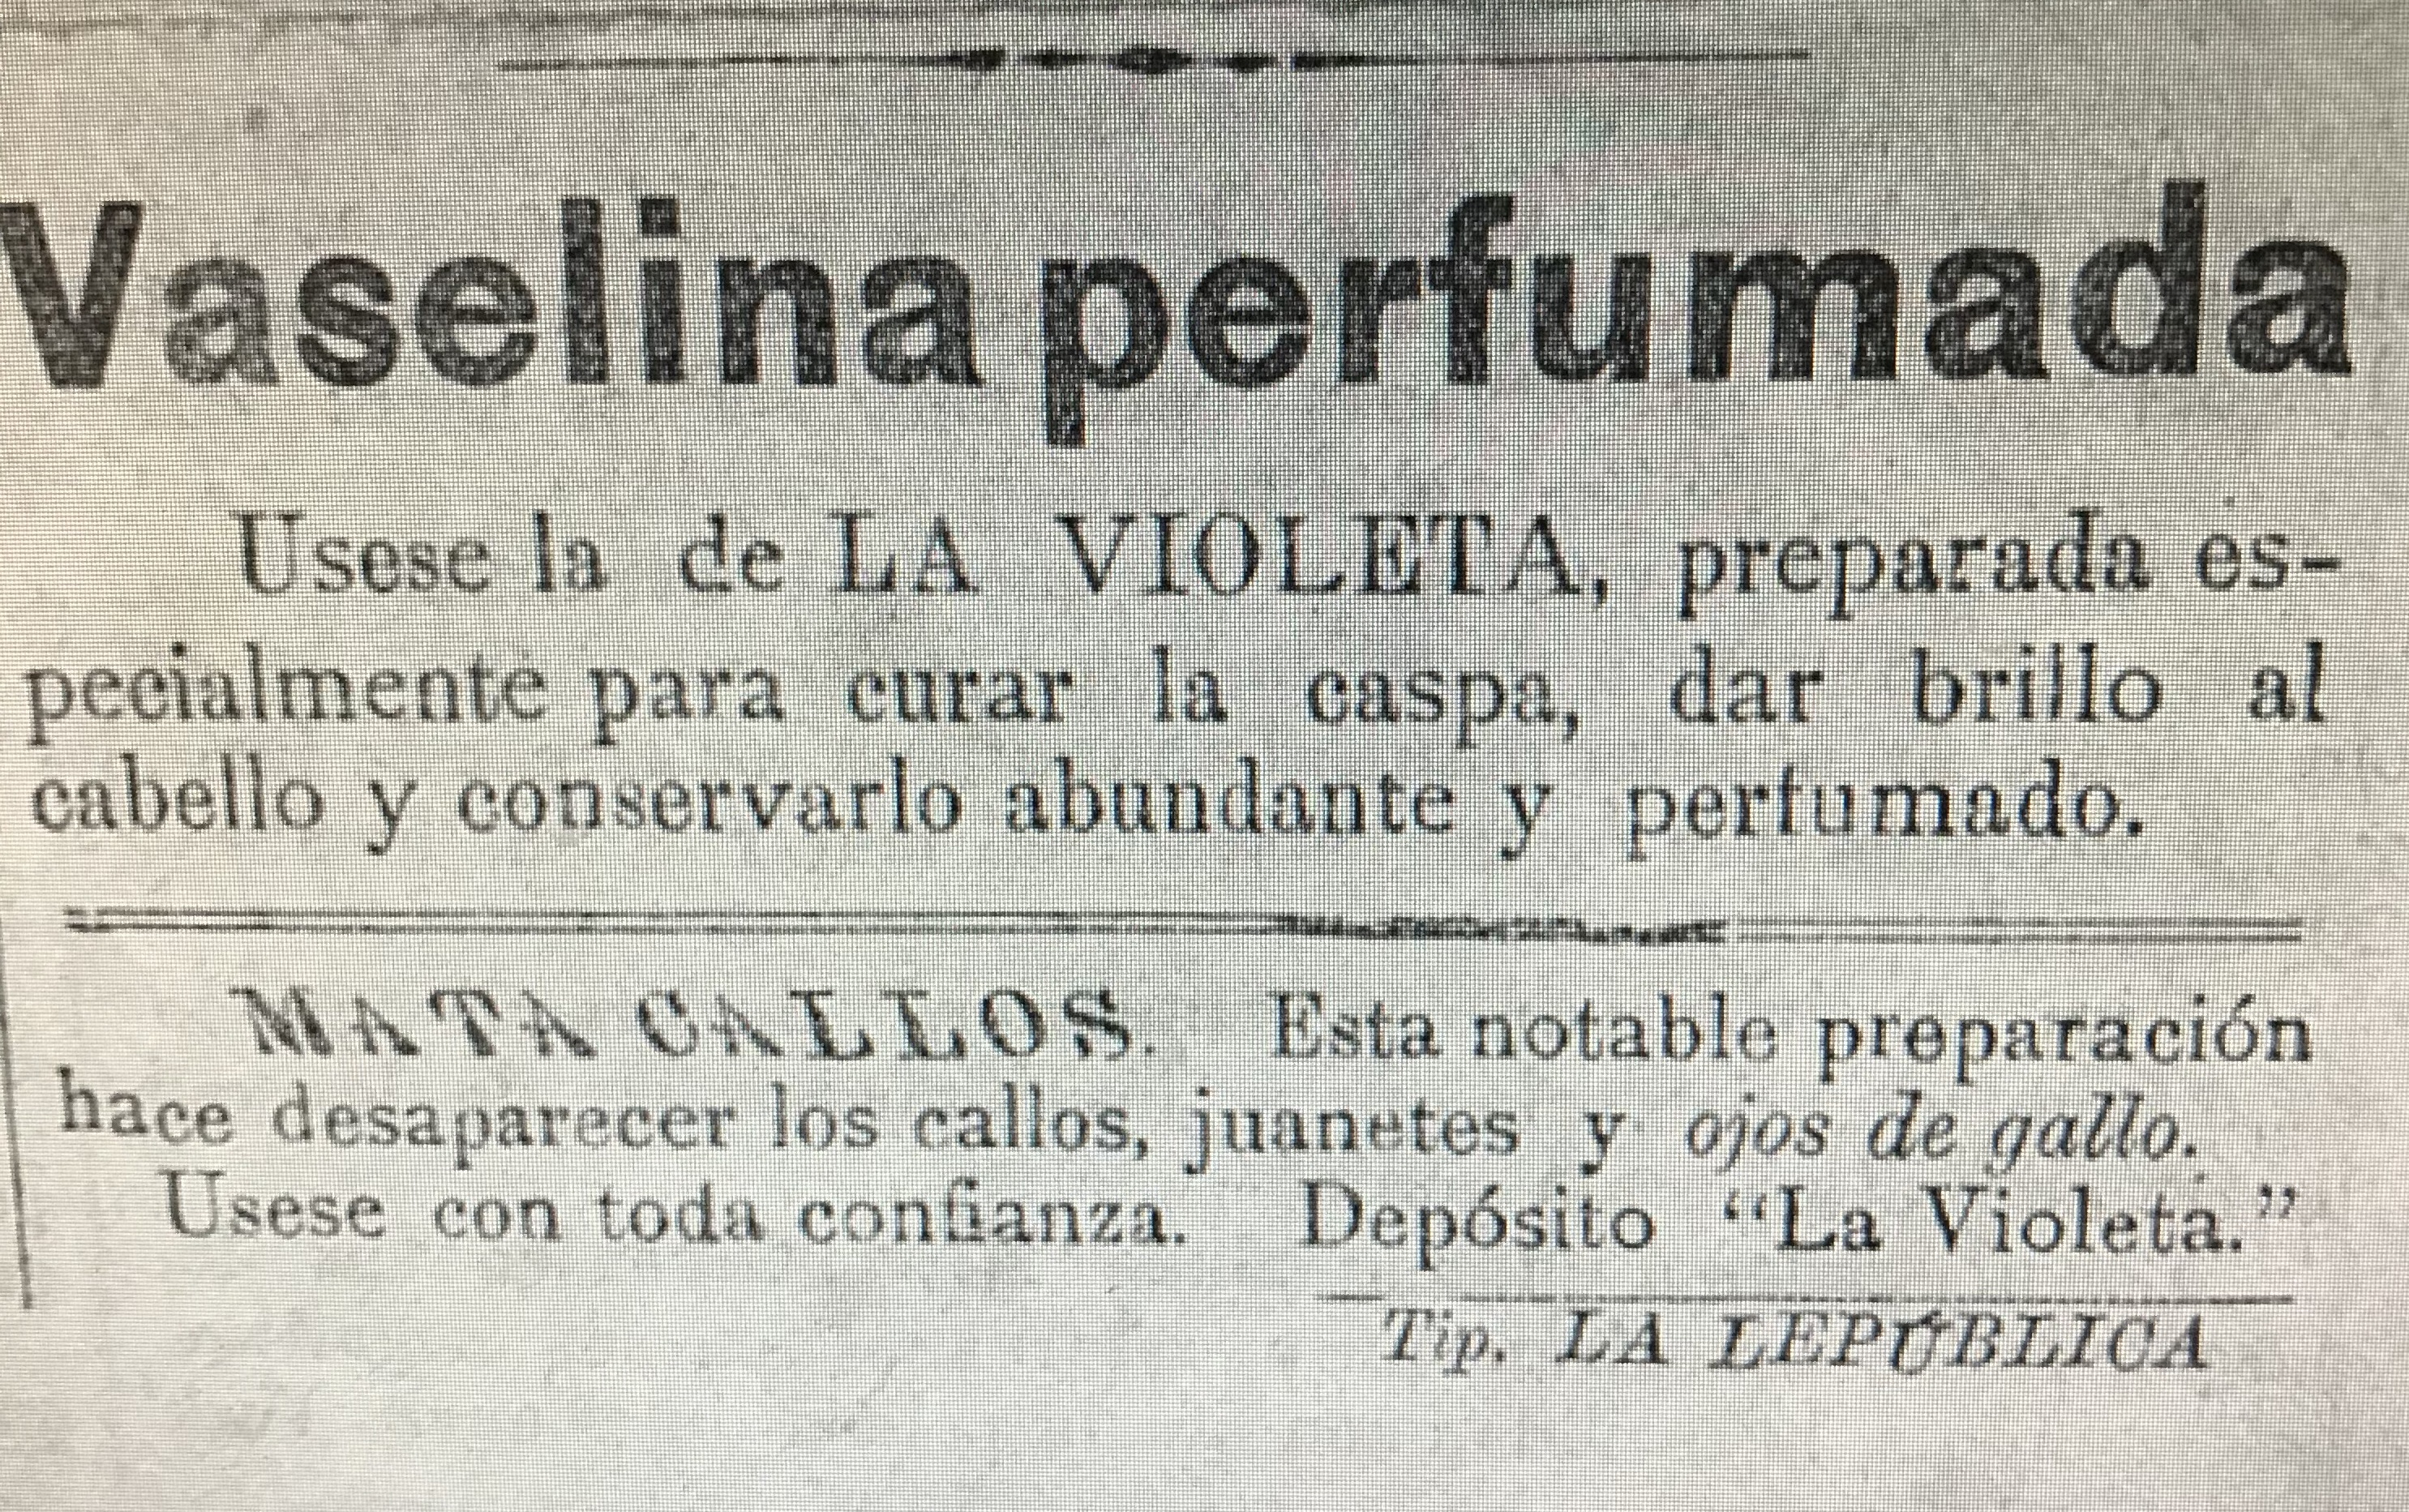 Vaselina perfumada
Usese la de LA VIOLETA, preparada es-
pecialmente para curar la caspa, dar brillo al
cabello y conservarlo abundante y perfumado.
MATA CALLOS. Esta notable preparación
hace desaparecer los callos, juanetes y ojos de gallo.
Usese con toda confianza. Depósito “La Violeta.”
Tip. LA LEPÚBLICA